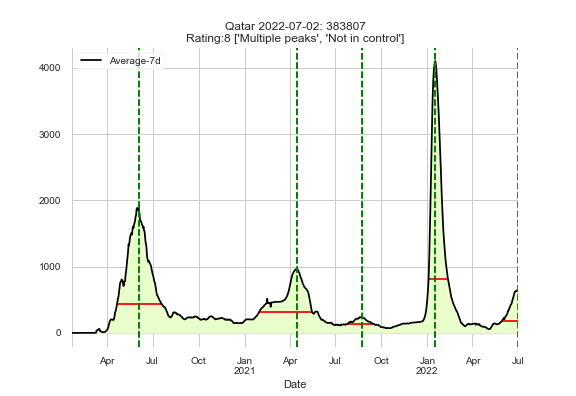 Qatar 2022-07-02: 383807
Rating:8 ['Multiple peaks', 'Not in control']
Average-7d
4000
3000
2000
1000
0
Apr Jul Oct Jan Apr Jul Oct Jan Apr Jul
2021 2022
Date